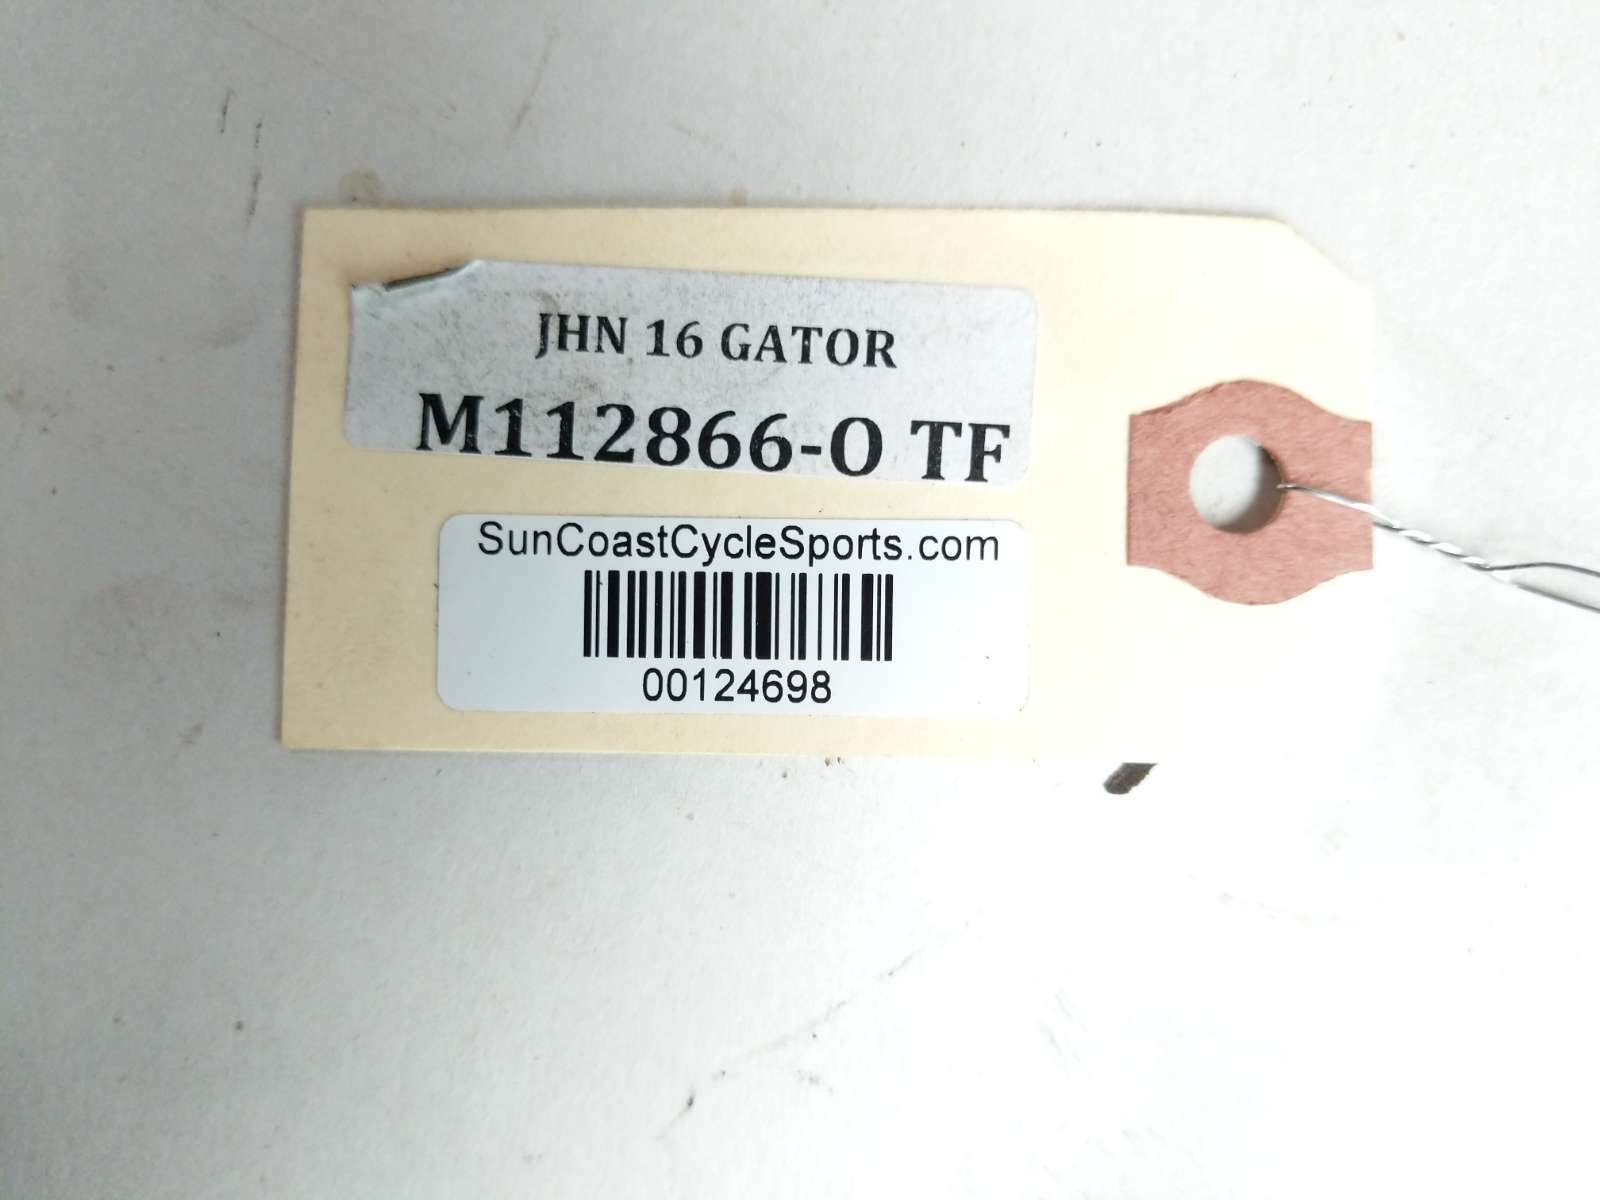 JHN 16 GATOR
M112866-O TF
SunCoastCycleSports.com
00124698